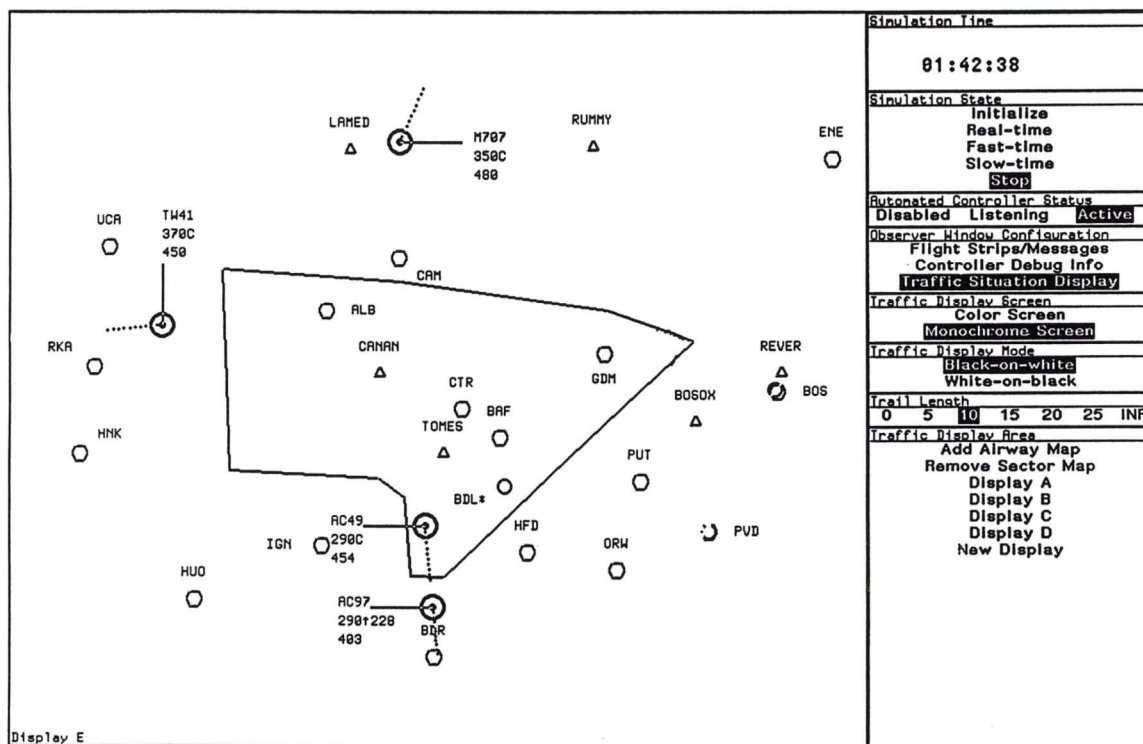 LAMED
RUMMY
ENE
M707
350C
480
UCA
TW41
370C
450
CAM
ALB
RKA
CANAN
GDM
REVER
CTR
BOS
BAF
BOSOX
HNK
TOMES
PUT
BDL*
AC49
290C
454
HFD
IGN
ORW
PVD
HUO
AC97
290↑228
403
BDR
Display E
Simulation Time
01:42:38
Simulation State
Initialize
Real-time
Fast-time
Slow-time
Stop
Automated Controller Status
Disabled Listening Active
Observer Window Configuration
Flight Strips/Messages
Controller Debug Info
Traffic Situation Display
Traffic Display Screen
Color Screen
Monochrome Screen
Traffic Display Mode
Black-on-white
White-on-black
Trail Length
0 5 10 15 20 25 INF
Traffic Display Area
Add Airway Map
Remove Sector Map
Display A
Display B
Display C
Display D
New Display